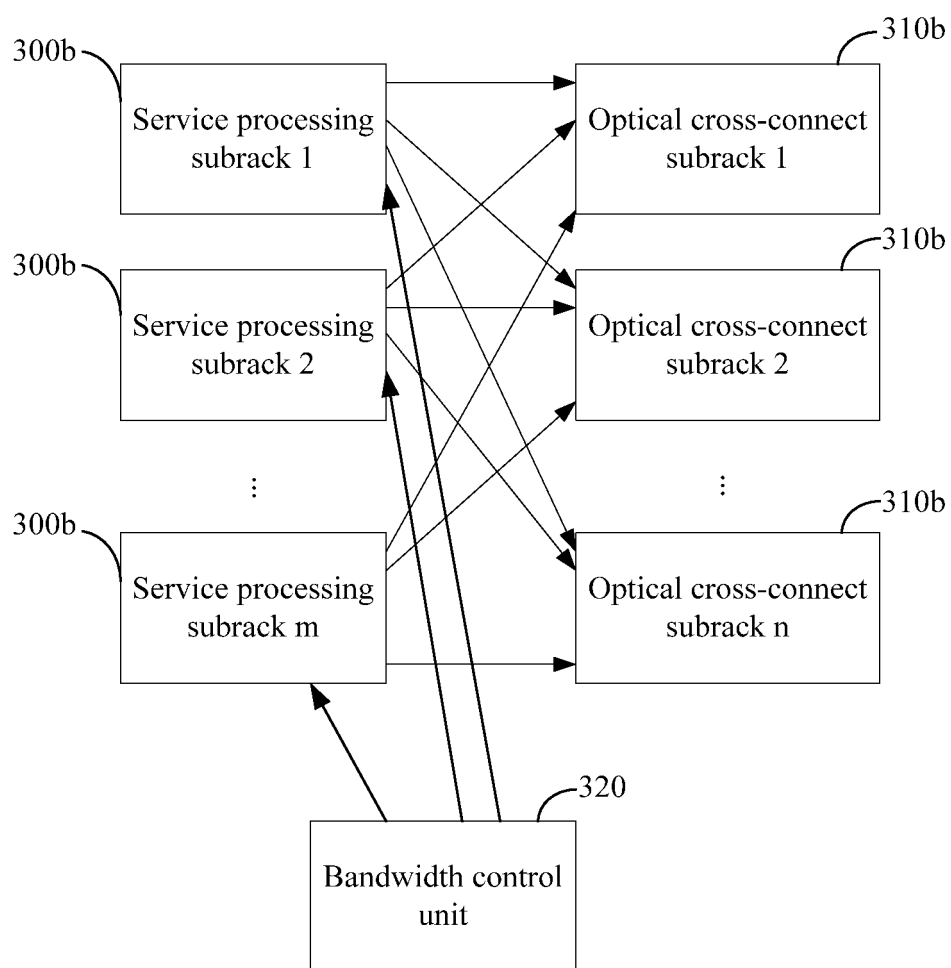 300b
310b
Service processing
subrack 1
Optical cross-connect
subrack 1
300b
310b
Service processing
subrack 2
Optical cross-connect
subrack 2
...
...
300b
310b
Service processing
subrack m
Optical cross-connect
subrack n
320
Bandwidth control
unit